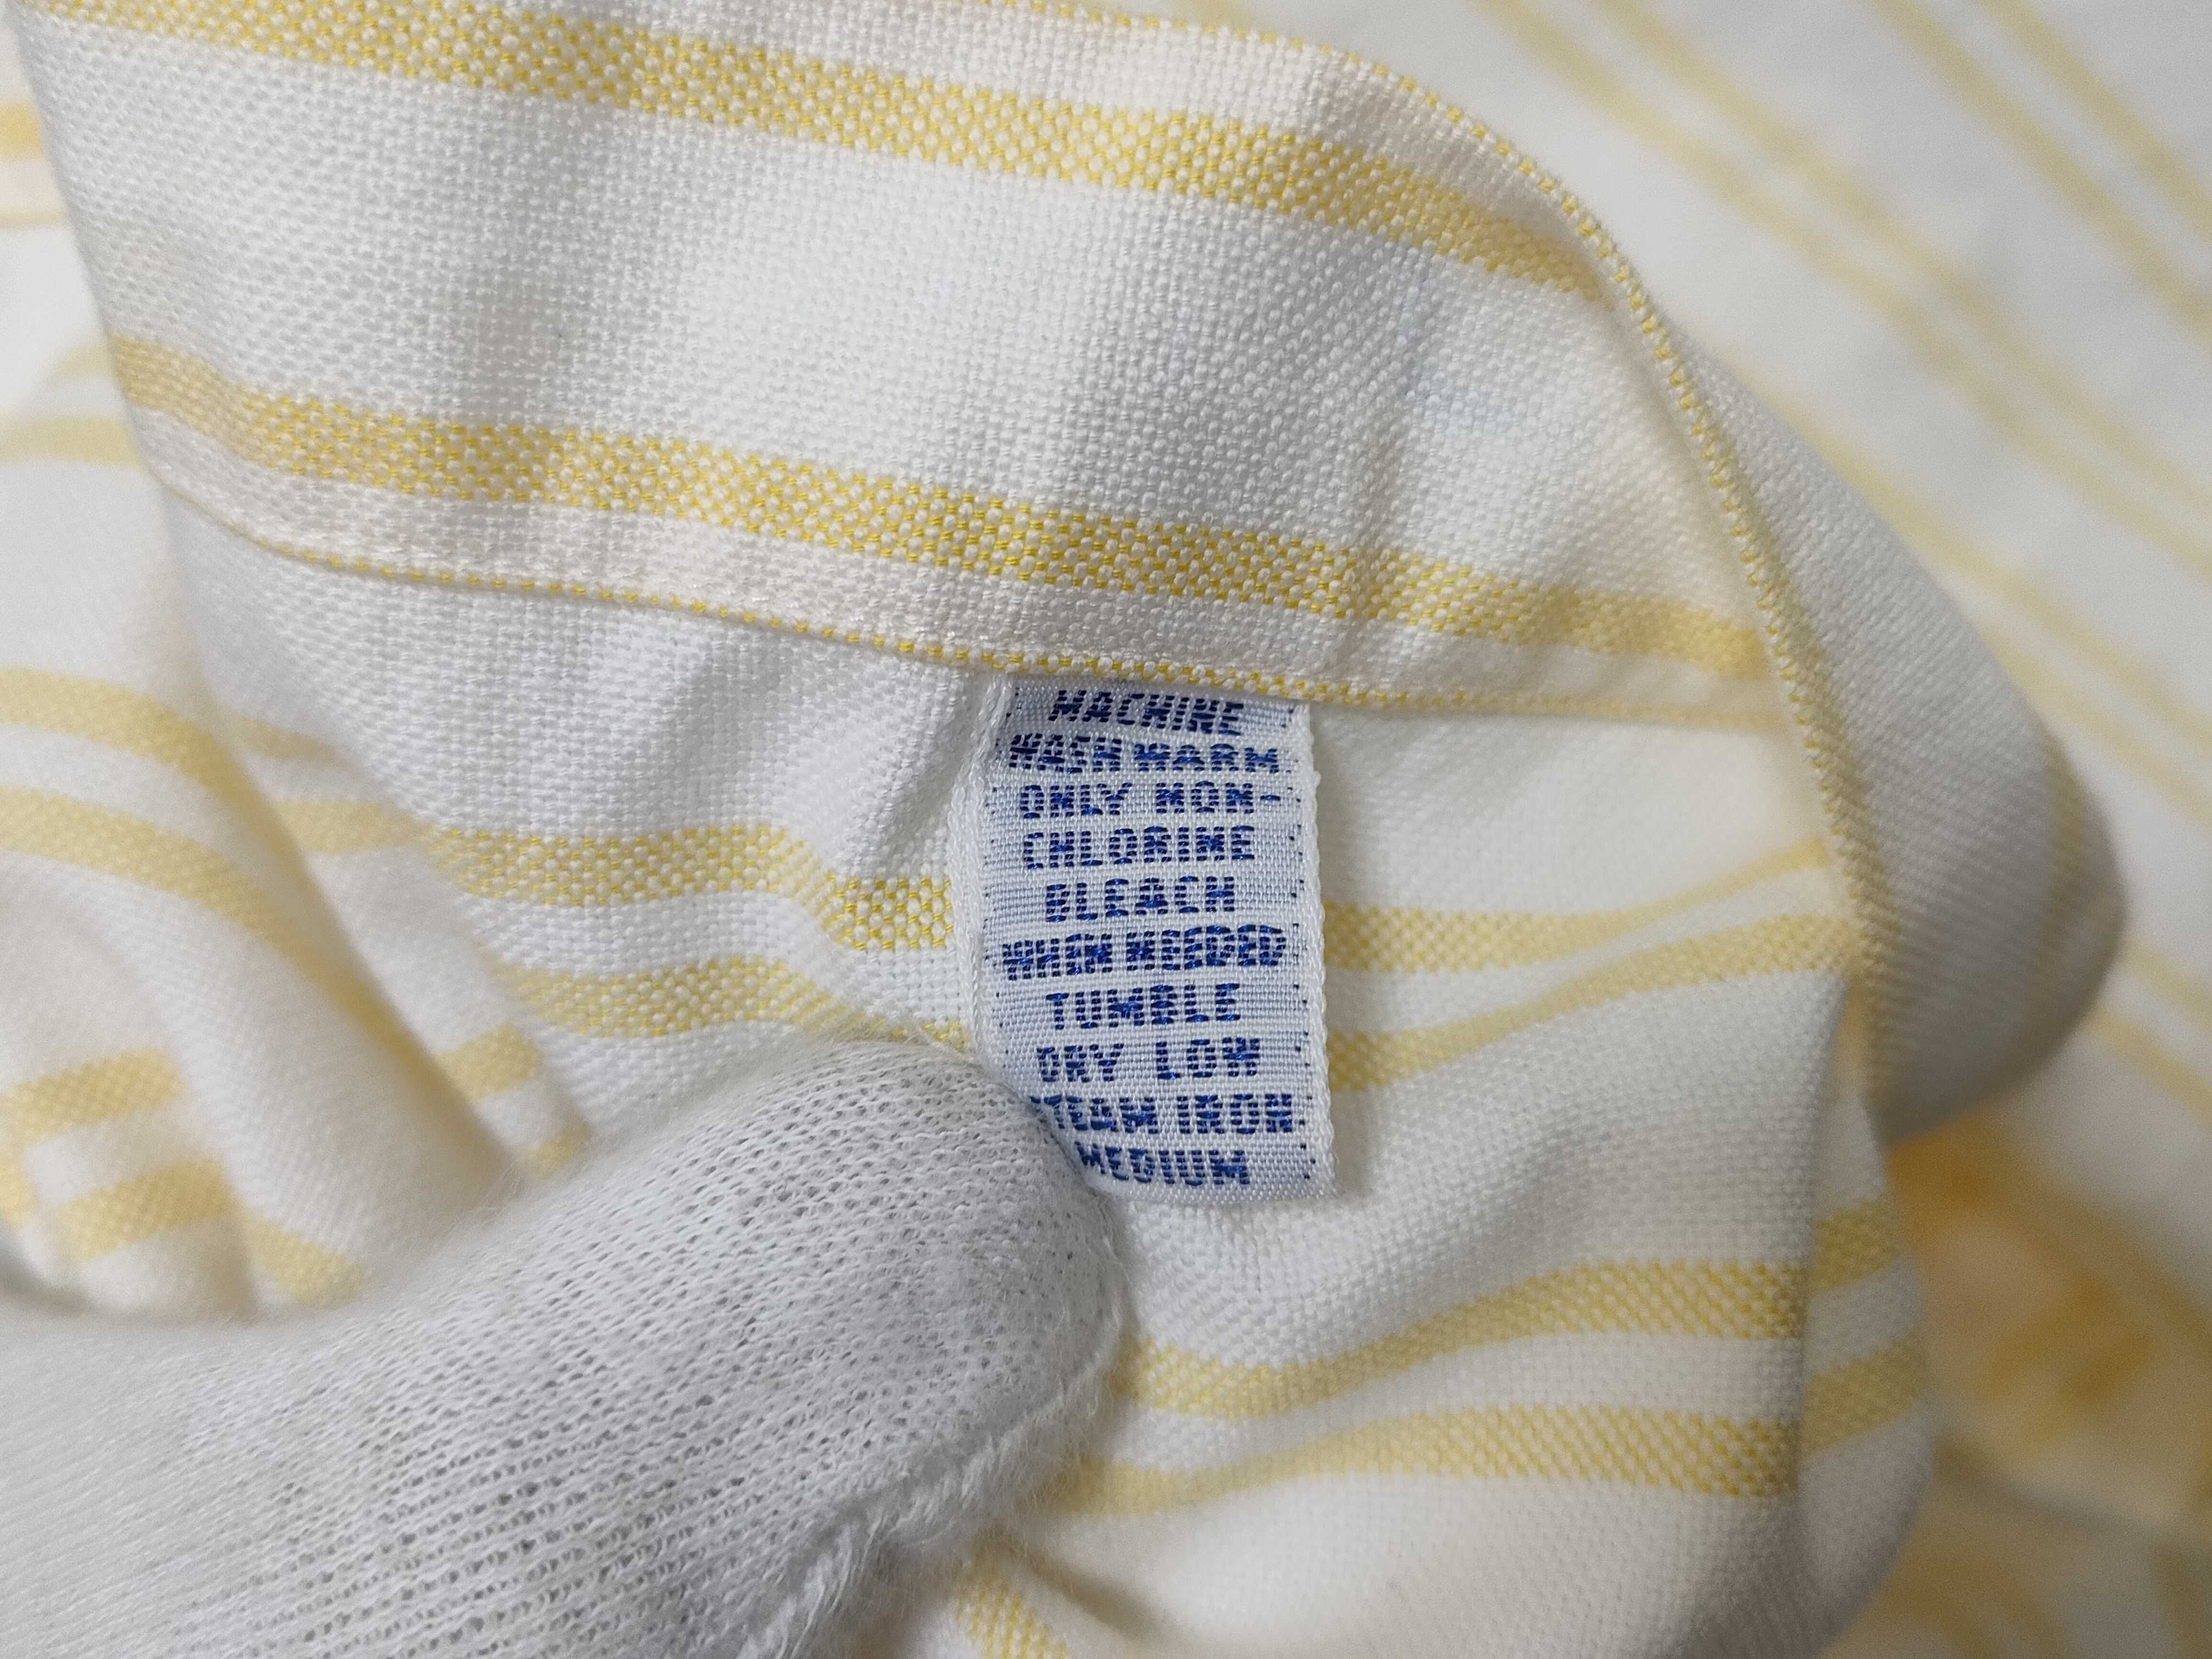 MACHINE
WASH WARM
ONLY NON-
CHLORINE
BLEACH
WHEN NEEDED
TUMBLE
DRY LOW
STEAM IRON
MEDIUM